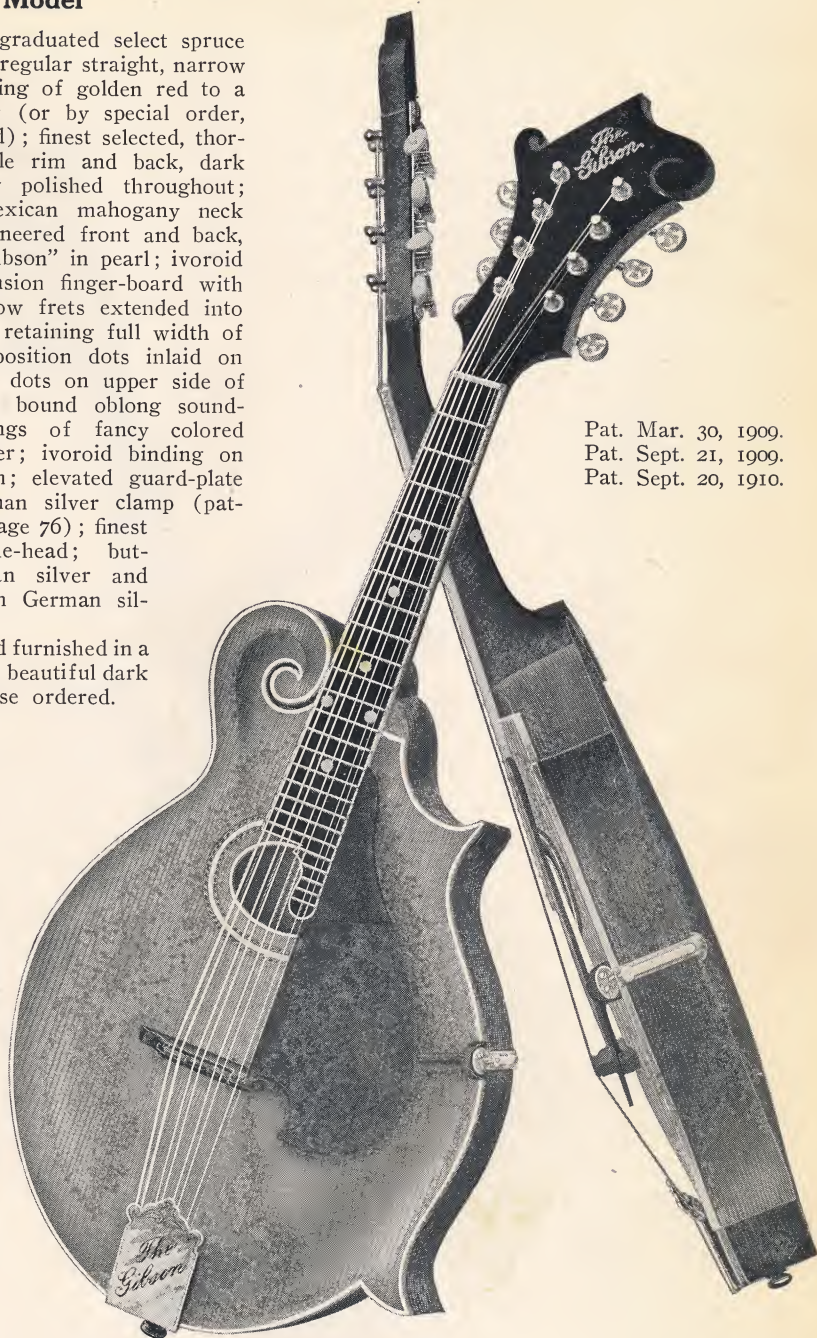 Model
graduated select spruce
regular straight, narrow
ing of golden red to a
(or by special order,
l); finest selected, thor-
le rim and back, dark
polished throughout;
exican mahogany neck
neered front and back,
ibson" in pearl; ivoroid
nsion finger-board with
ow frets extended into
retaining full width of
position dots inlaid on
dots on upper side of
bound oblong sound-
ngs of fancy colored
er; ivoroid binding on
n; elevated guard-plate
nan silver clamp (pat-
age 76); finest
e-head; but-
n silver and
n German sil-
d furnished in a
beautiful dark
se ordered.
The
Gibson
Pat. Mar. 30, 1909.
Pat. Sept. 21, 1909.
Pat. Sept. 20, 1910.
The
Gibson